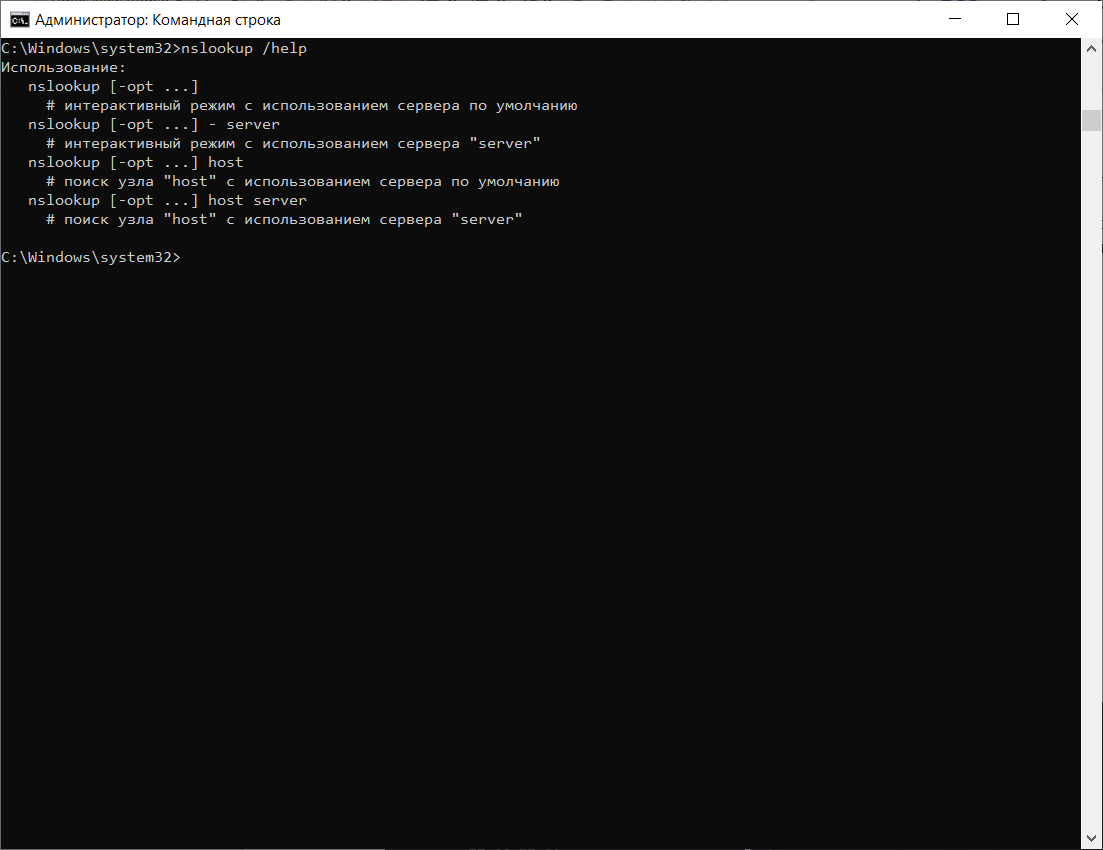 Администратор: Командная строка
C:\Windows\system32>nslookup /help
Использование:
   nslookup [-opt ...]
     # интерактивный режим с использованием сервера по умолчанию
   nslookup [-opt ...] - server
     # интерактивный режим с использованием сервера "server"
   nslookup [-opt ...] host
     # поиск узла "host" с использованием сервера по умолчанию
   nslookup [-opt ...] host server
     # поиск узла "host" с использованием сервера "server"
C:\Windows\system32>